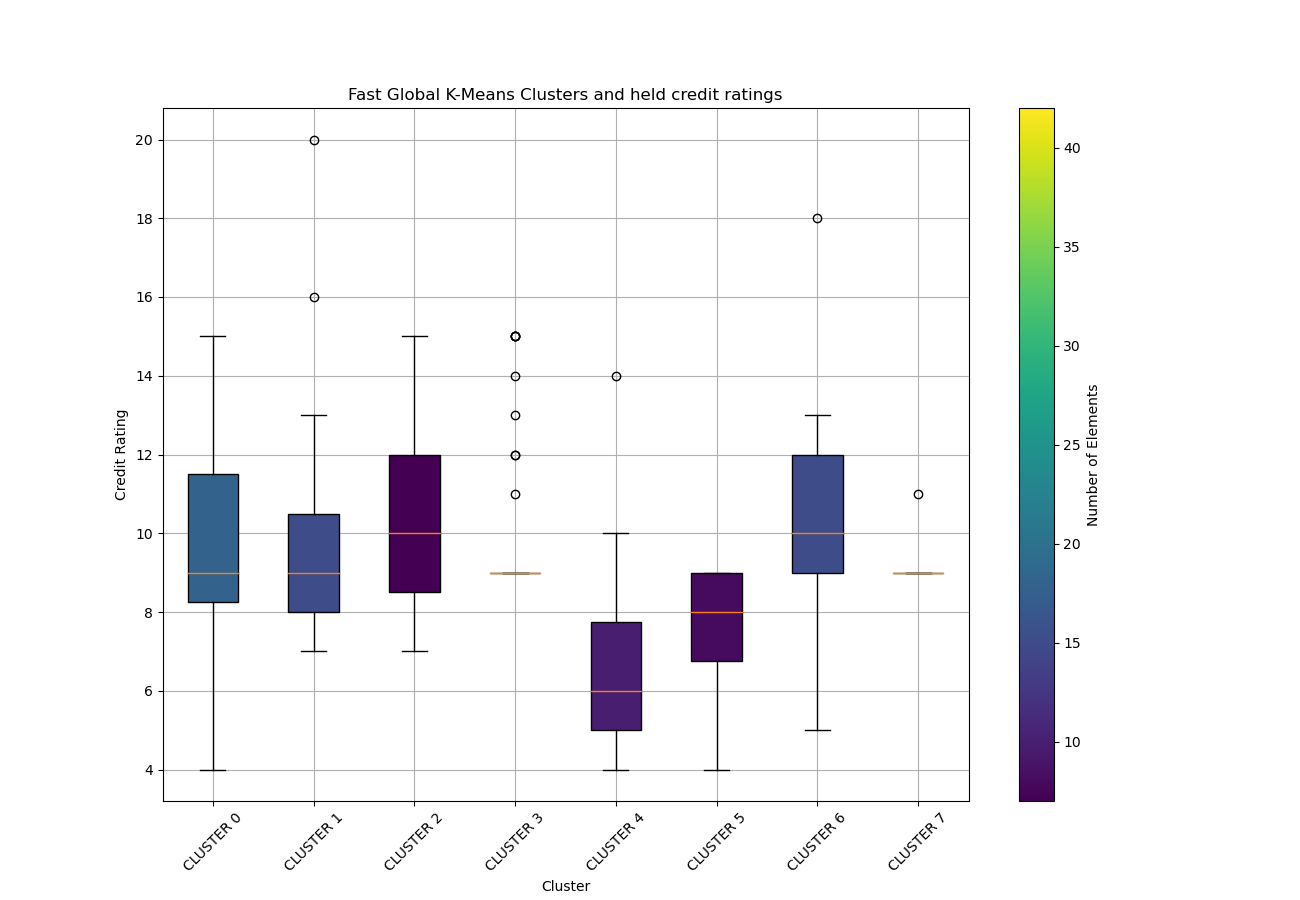 Fast Global K-Means Clusters and held credit ratings
20
18
16
14
12
10
8
6
4
Credit Rating
CLUSTER 0
CLUSTER 1
CLUSTER 2
CLUSTER 3
CLUSTER 4
CLUSTER 5
CLUSTER 6
CLUSTER 7
Cluster
40
35
30
25
20
15
10
Number of Elements